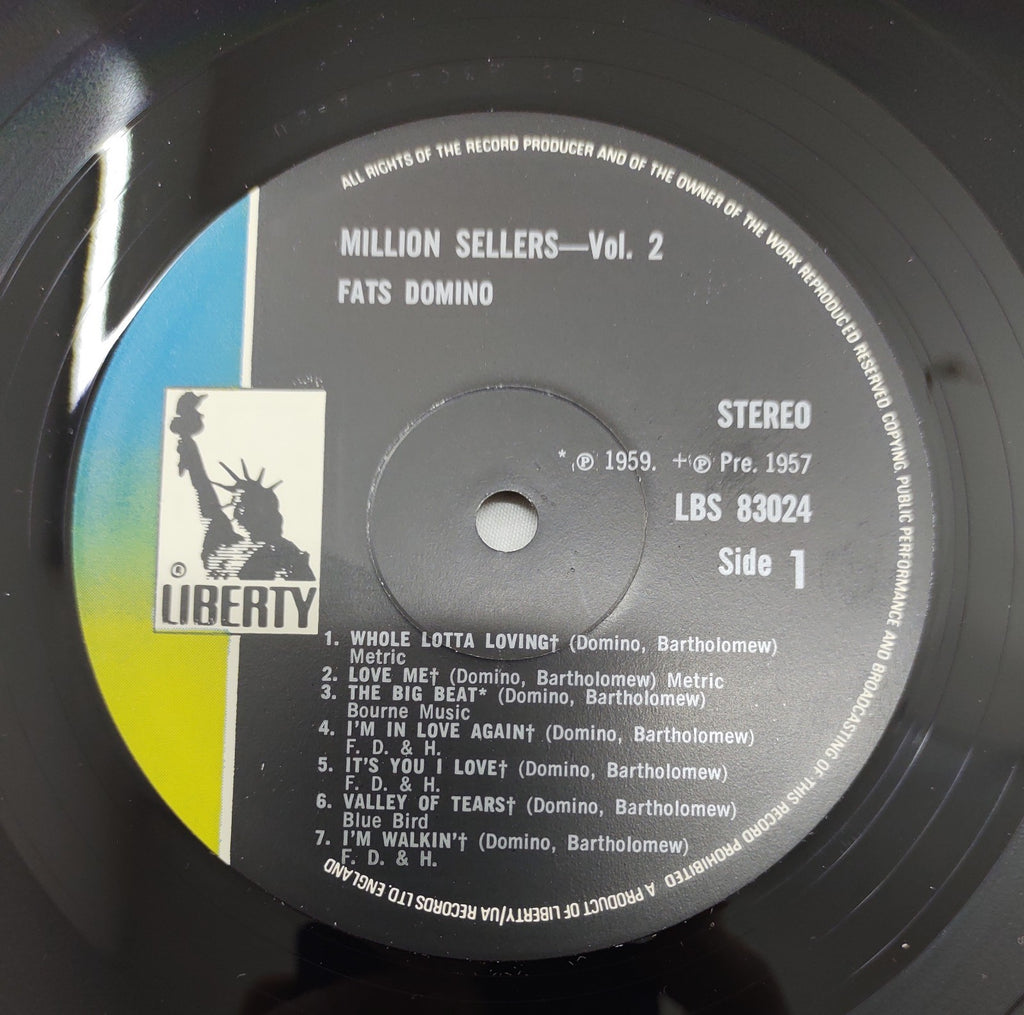 ALL RIGHTS OF THE RECORD PRODUCER AND OF THE OWNER OF THE WORK REPRODUCED RESERVED COPYING, PUBLIC PERFORMANCE AND BROADCASTING OF THIS RECORD PROHIBITED A PRODUCT OF LIBERTY/UA RECORDS LTD ENGLAND
MILLION SELLERS—Vol. 2
FATS DOMINO
STEREO
* ℗ 1959. +℗ Pre. 1957
LBS 83024
Side 1
®
LIBERTY
1. WHOLE LOTTA LOVING† (Domino, Bartholomew)
Metric
2. LOVE ME† (Domino, Bartholomew) Metric
3. THE BIG BEAT* (Domino, Bartholomew)
Bourne Music
4. I'M IN LOVE AGAIN† (Domino, Bartholomew)
F. D. & H.
5. IT'S YOU I LOVE† (Domino, Bartholomew)
F. D. & H.
6. VALLEY OF TEARS† (Domino, Bartholomew)
Blue Bird
7. I'M WALKIN'† (Domino, Bartholomew)
F. D. & H.